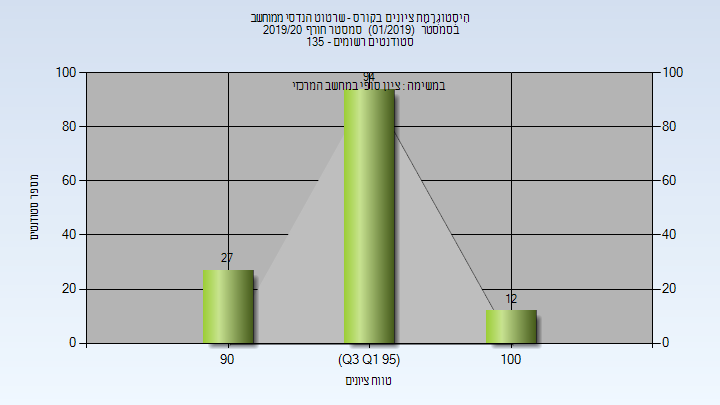 היסטוגרמת ציונים בקורס - שרטוט הנדסי ממוחשב
בסמסטר (01/2019) סמסטר חורף 2019/20
סטודנטים רשומים - 135
במשימה : ציון סופי במחשב המרכזי
מספר סטודנטים
100
80
60
40
20
0
100
80
60
40
20
0
27
94
12
90
(Q3 Q1 95)
100
טווח ציונים